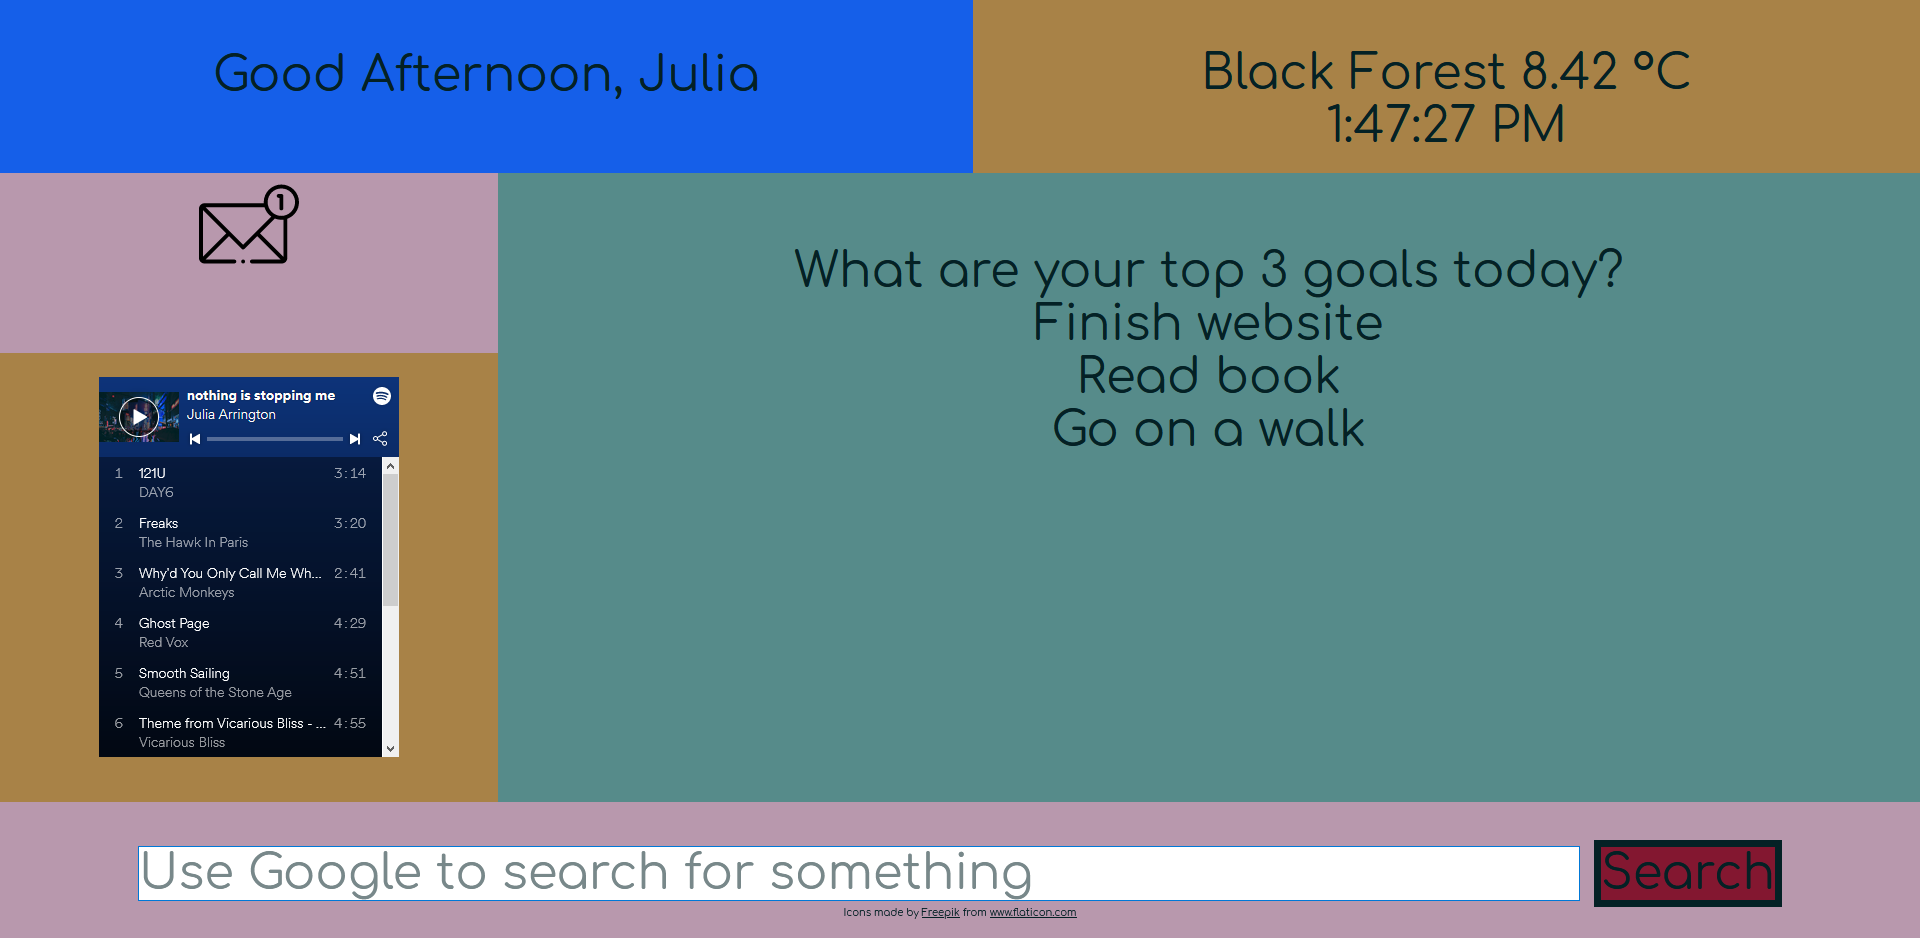 Good Afternoon, Julia
Black Forest 8.42 °C
1:47:27 PM
1
What are your top 3 goals today?
Finish website
Read book
Go on a walk
nothing is stopping me
Julia Arrington
1 121U 3:14
DAY6
2 Freaks 3:20
The Hawk In Paris
3 Why'd You Only Call Me Wh... 2:41
Arctic Monkeys
4 Ghost Page 4:29
Red Vox
5 Smooth Sailing 4:51
Queens of the Stone Age
6 Theme from Vicarious Bliss - ... 4:55
Vicarious Bliss
Use Google to search for something
Search
Icons made by Freepik from www.flaticon.com